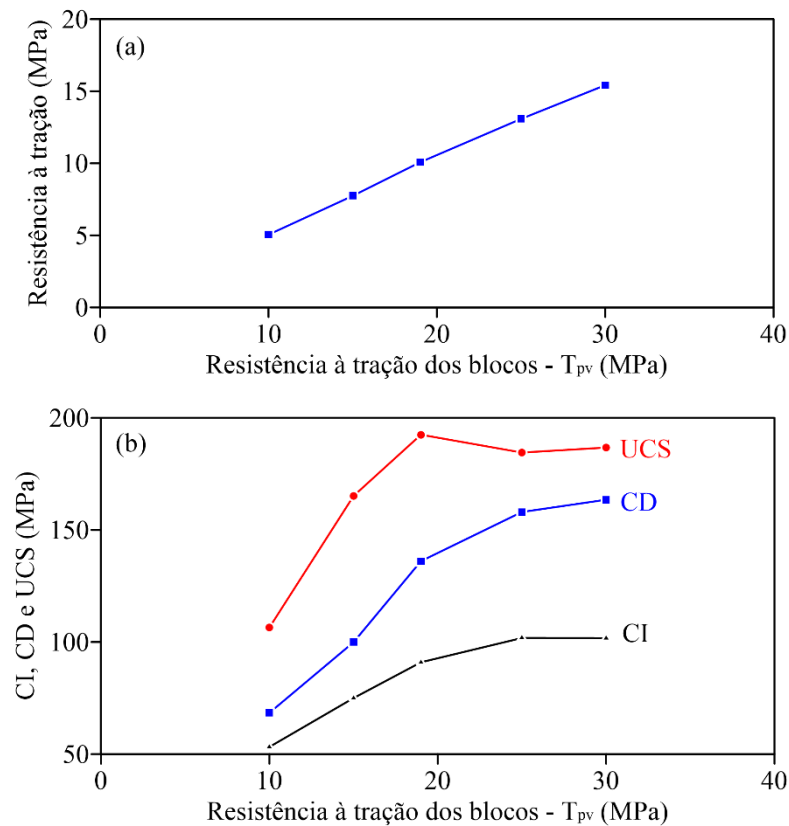 (a)
Resistência à tração (MPa)
20
15
10
5
0
0 10 20 30 40
Resistência à tração dos blocos - Tpv (MPa)
(b)
CI, CD e UCS (MPa)
200
150
100
50
UCS
CD
CI
0 10 20 30 40
Resistência à tração dos blocos - Tpv (MPa)